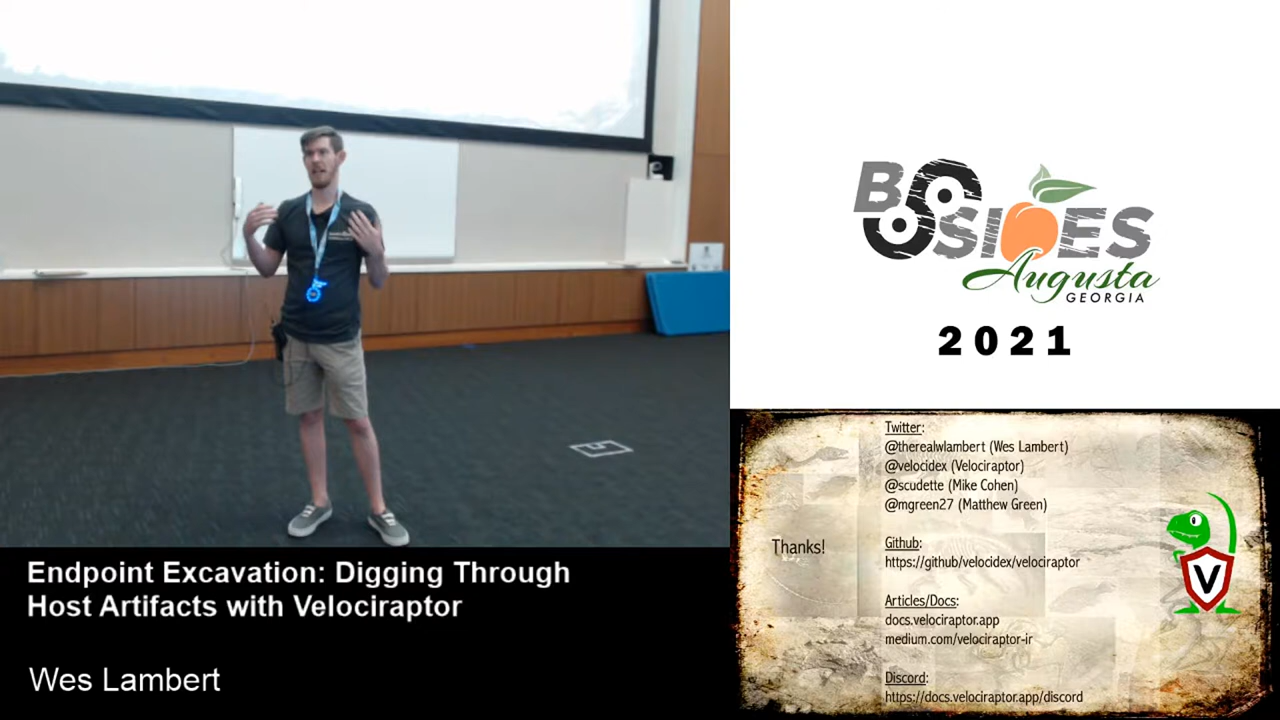 BSIDES
Augusta
GEORGIA
2021
Twitter:
@therealwlambert (Wes Lambert)
@velocidex (Velociraptor)
@scudette (Mike Cohen)
@mgreen27 (Matthew Green)
Thanks!
Github:
https://github/velocidex/velociraptor
Articles/Docs:
docs.velociraptor.app
medium.com/velociraptor-ir
Discord:
https://docs.velociraptor.app/discord
V
Endpoint Excavation: Digging Through
Host Artifacts with Velociraptor
Wes Lambert